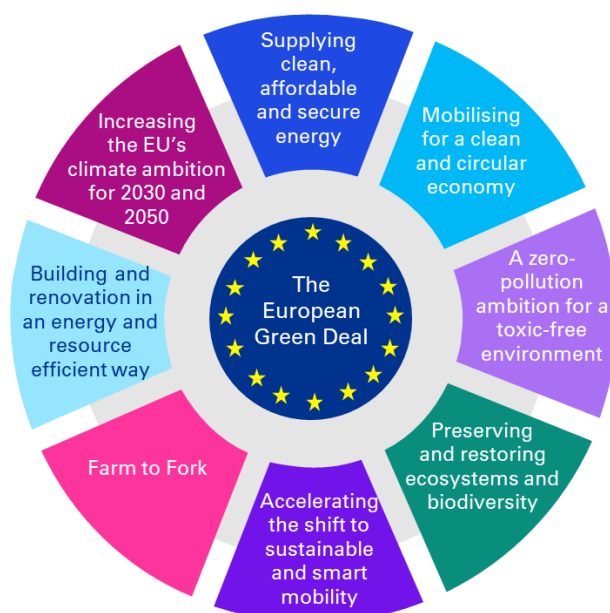 Supplying
clean,
affordable
and secure
energy
Mobilising
for a clean
and circular
economy
A zero-
pollution
ambition for a
toxic-free
environment
Preserving
and restoring
ecosystems and
biodiversity
Accelerating
the shift to
sustainable
and smart
mobility
Farm to Fork
Building and
renovation in
an energy and
resource
efficient way
Increasing
the EU's
climate ambition
for 2030 and
2050
The
European
Green Deal